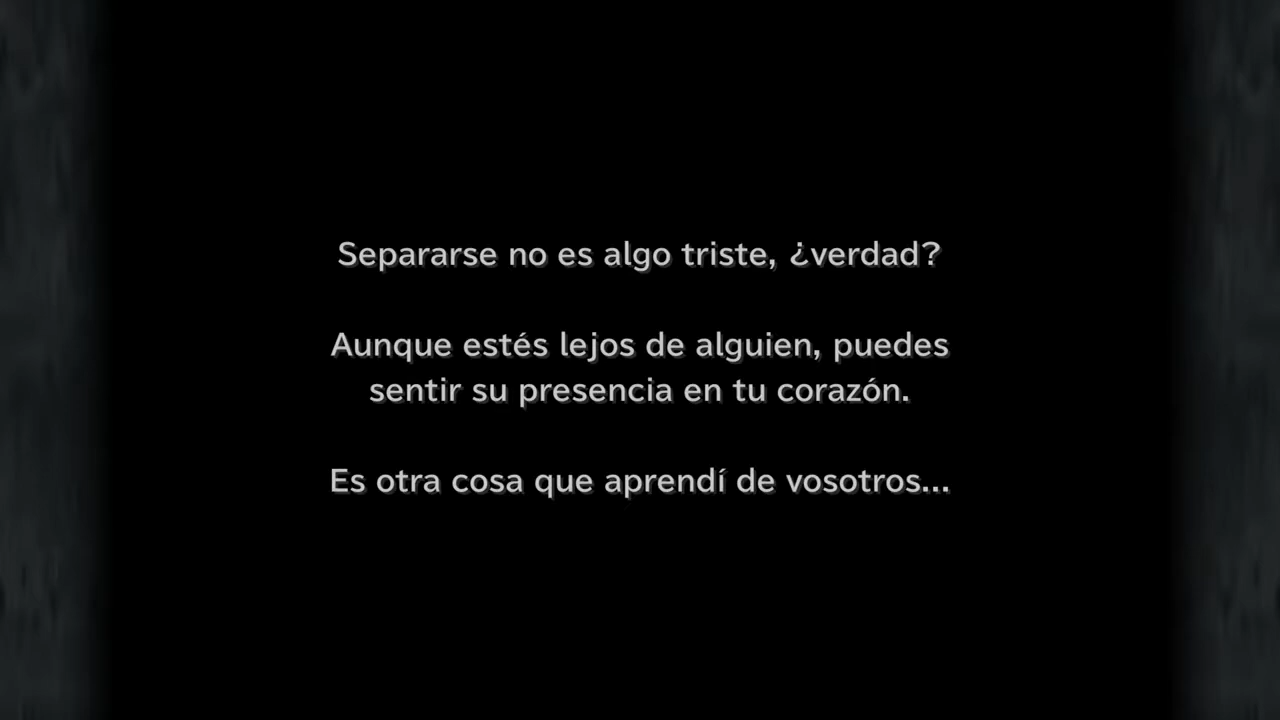 Separarse no es algo triste, ¿verdad?
Aunque estés lejos de alguien, puedes
sentir su presencia en tu corazón.
Es otra cosa que aprendí de vosotros...